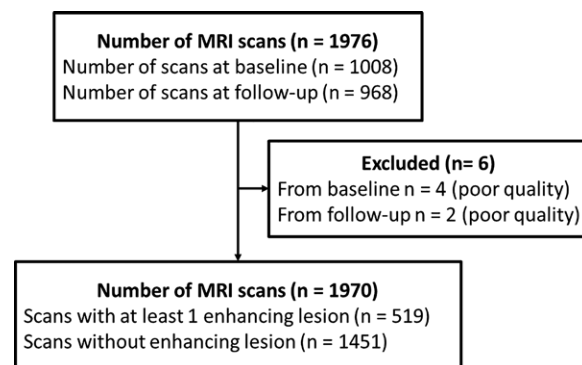 Number of MRI scans (n = 1976)
Number of scans at baseline (n = 1008)
Number of scans at follow-up (n = 968)
Excluded (n= 6)
From baseline n = 4 (poor quality)
From follow-up n = 2 (poor quality)
Number of MRI scans (n = 1970)
Scans with at least 1 enhancing lesion (n = 519)
Scans without enhancing lesion (n = 1451)